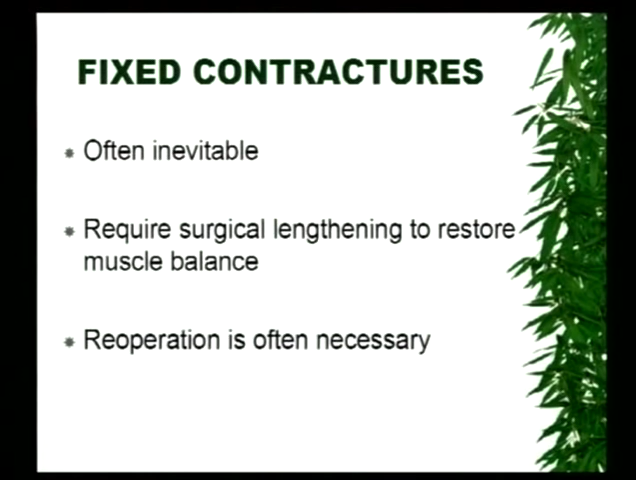 FIXED CONTRACTURES
Often inevitable
Require surgical lengthening to restore
muscle balance
Reoperation is often necessary